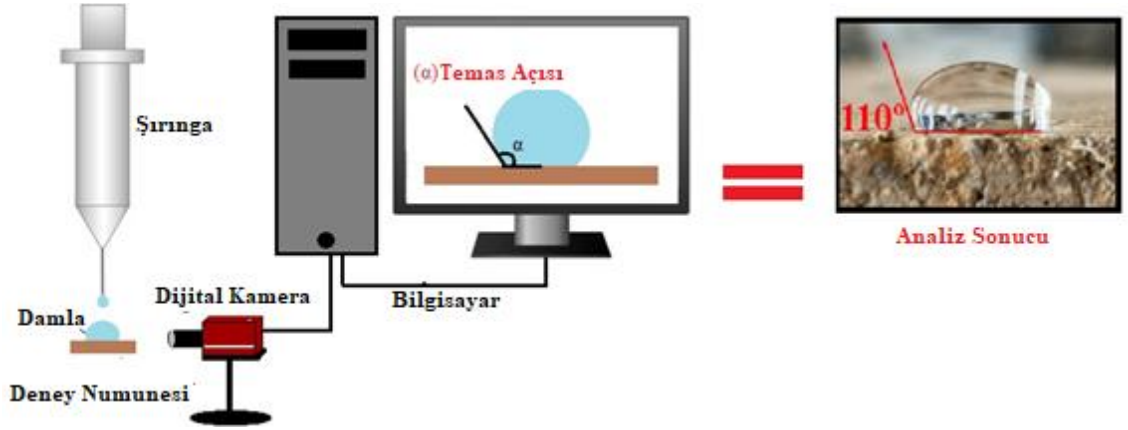 Şırınga
Damla
Deney Numunesi
Dijital Kamera
Bilgisayar
(α)Temas Açısı
α
110°
Analiz Sonucu